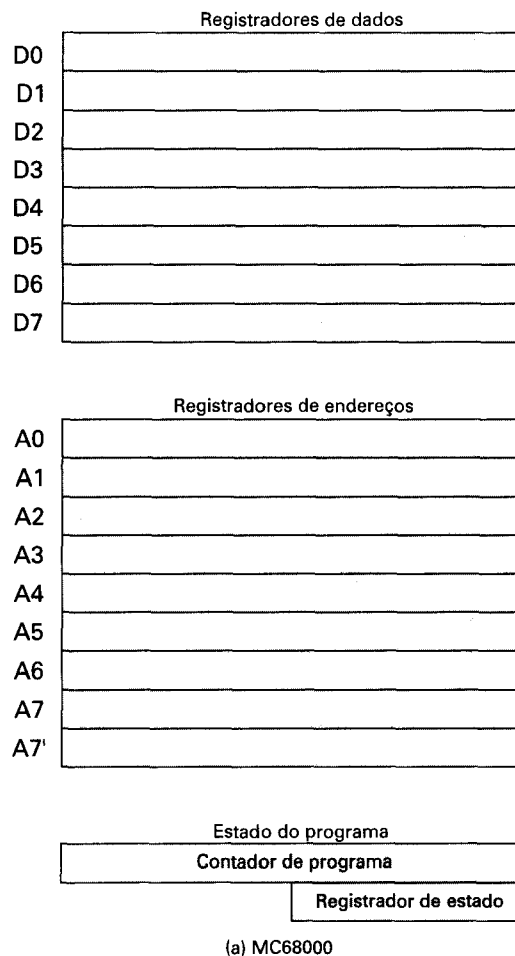 Registradores de dados
D0
D1
D2
D3
D4
D5
D6
D7
Registradores de endereços
A0
A1
A2
A3
A4
A5
A6
A7
A7'
Estado do programa
Contador de programa
Registrador de estado
(a) MC68000